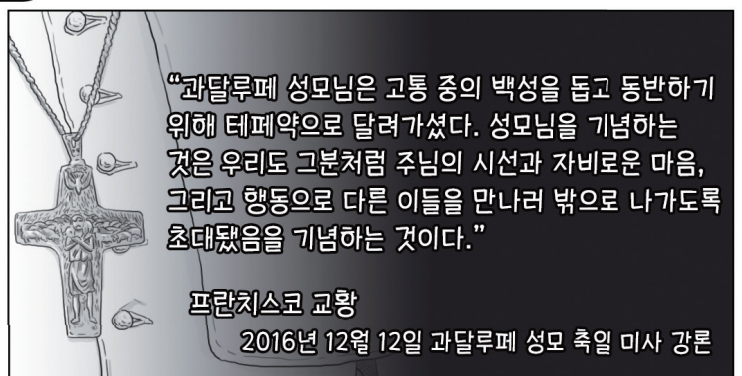 “과달루페 성모님은 고통 중의 백성을 돕고 동반하기
위해 테페약으로 달려가셨다. 성모님을 기념하는
것은 우리도 그분처럼 주님의 시선과 자비로운 마음,
그리고 행동으로 다른 이들을 만나러 밖으로 나가도록
초대됐음을 기념하는 것이다.”
프란치스코 교황
2016년 12월 12일 과달루페 성모 축일 미사 강론